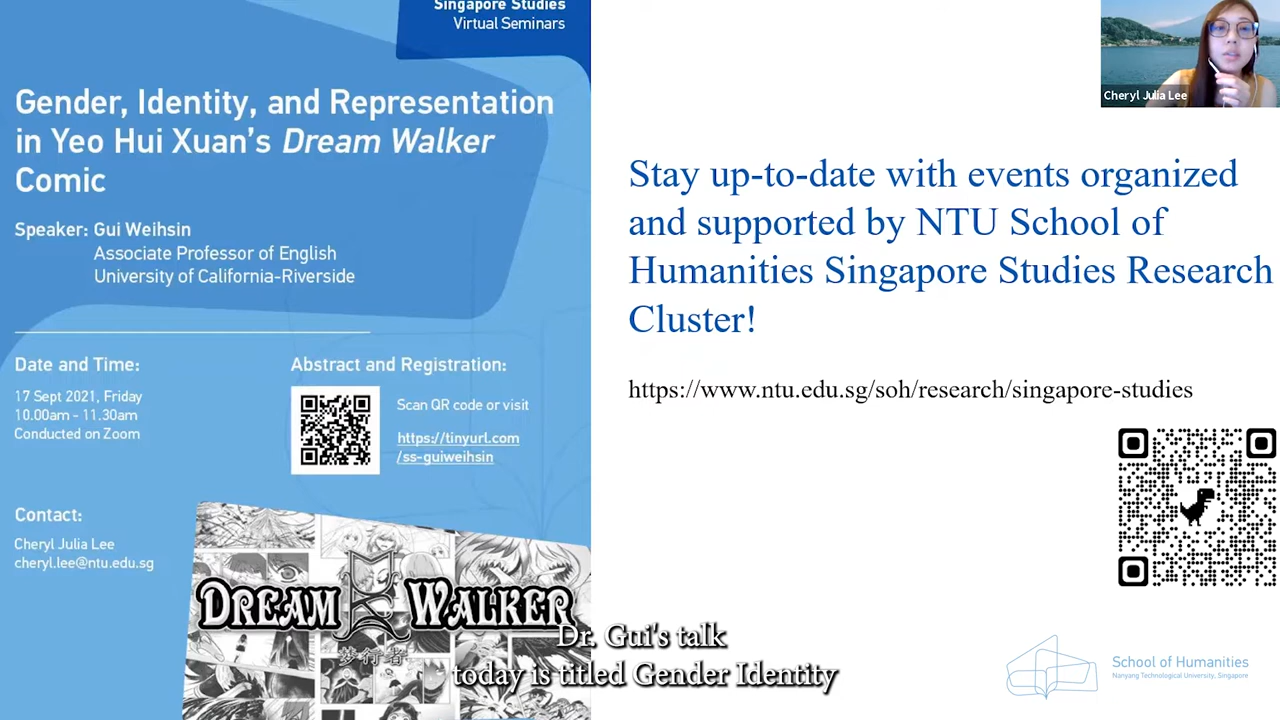 Singapore Studies
Virtual Seminars
Gender, Identity, and Representation
in Yeo Hui Xuan's Dream Walker
Comic
Speaker: Gui Weihsin
Associate Professor of English
University of California-Riverside
Date and Time:
17 Sept 2021, Friday
10.00am - 11.30am
Conducted on Zoom
Abstract and Registration:
Scan QR code or visit
https://tinyurl.com
/ss-guiweihsin
Contact:
Cheryl Julia Lee
cheryl.lee@ntu.edu.sg
DREAM WALKER
梦行者
Cheryl Julia Lee
Stay up-to-date with events organized
and supported by NTU School of
Humanities Singapore Studies Research
Cluster!
https://www.ntu.edu.sg/soh/research/singapore-studies
School of Humanities
Nanyang Technological University, Singapore
Dr. Gui's talk
today is titled Gender Identity